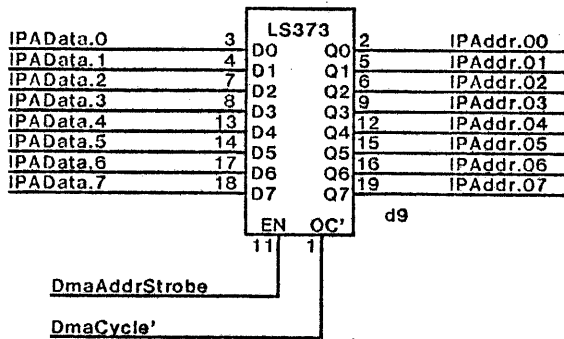 LS373
IPAData.0 3 D0 Q0 2 IPAddr.00
IPAData.1 4 D1 Q1 5 IPAddr.01
IPAData.2 7 D2 Q2 6 IPAddr.02
IPAData.3 8 D3 Q3 9 IPAddr.03
IPAData.4 13 D4 Q4 12 IPAddr.04
IPAData.5 14 D5 Q5 15 IPAddr.05
IPAData.6 17 D6 Q6 16 IPAddr.06
IPAData.7 18 D7 Q7 19 IPAddr.07
EN OC' d9
11 1
DmaAddrStrobe
DmaCycle'